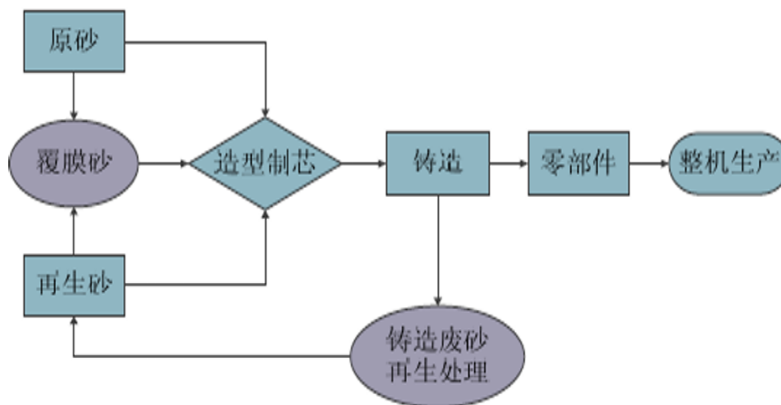 原砂
覆膜砂
造型制芯
铸造
零部件
整机生产
再生砂
铸造废砂
再生处理